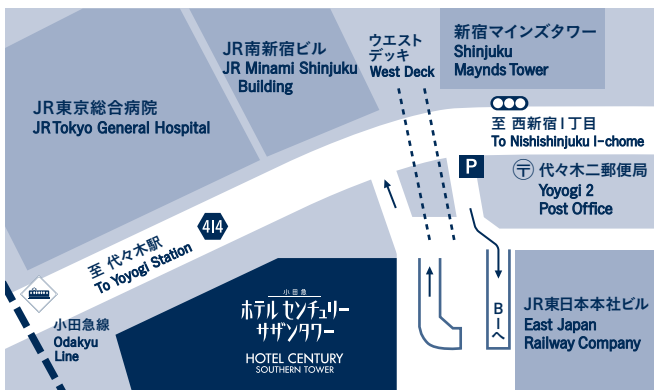 JR南新宿ビル
JR Minami Shinjuku
Building
ウエスト
デッキ
West Deck
新宿マインズタワー
Shinjuku
Maynds Tower
JR東京総合病院
JR Tokyo General Hospital
至 西新宿1丁目
To Nishishinjuku 1-chome
P
〒 代々木二郵便局
Yoyogi 2
Post Office
414
至 代々木駅
To Yoyogi Station
小田急線
Odakyu
Line
小田急
ホテル センチュリー
サザンタワー
HOTEL CENTURY
SOUTHERN TOWER
B1へ
JR東日本本社ビル
East Japan
Railway Company